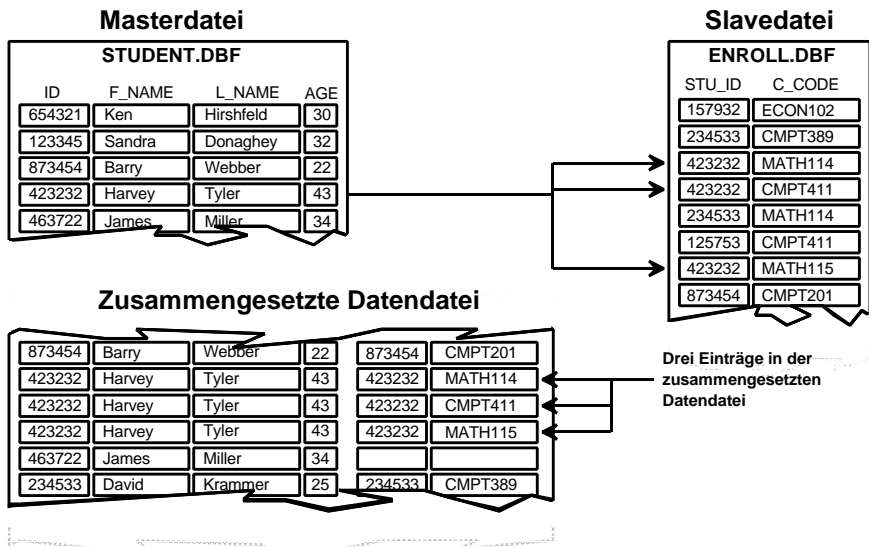 Masterdatei
STUDENT.DBF
ID F_NAME L_NAME AGE
654321 Ken Hirshfeld 30
123345 Sandra Donaghey 32
873454 Barry Webber 22
423232 Harvey Tyler 43
463722 James Miller 34
Slavedatei
ENROLL.DBF
STU_ID C_CODE
157932 ECON102
234533 CMPT389
423232 MATH114
423232 CMPT411
234533 MATH114
125753 CMPT411
423232 MATH115
873454 CMPT201
Zusammengesetzte Datendatei
873454 Barry Webber 22 873454 CMPT201
423232 Harvey Tyler 43 423232 MATH114
423232 Harvey Tyler 43 423232 CMPT411
423232 Harvey Tyler 43 423232 MATH115
463722 James Miller 34
234533 David Krammer 25 234533 CMPT389
Drei Einträge in der
zusammengesetzten
Datendatei